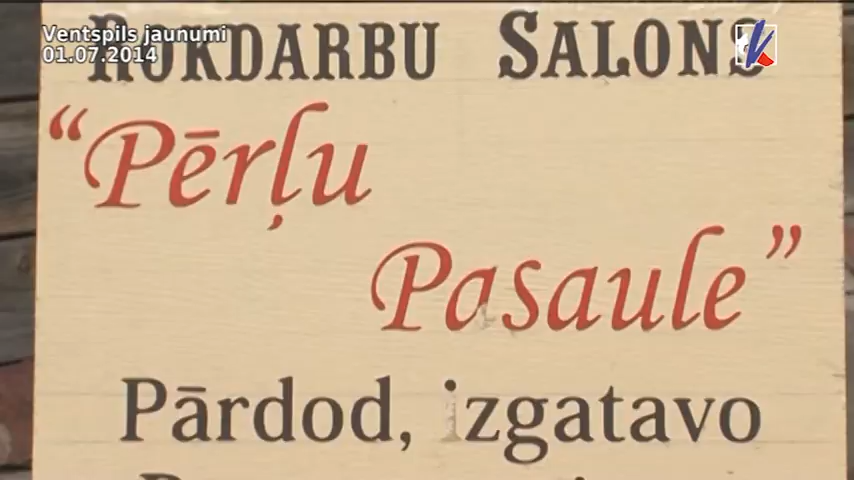 Ventspils jaunumi
01.07.2014
ROKDARBU SALONS
“Pērļu
Pasaule”
Pārdod, izgatavo